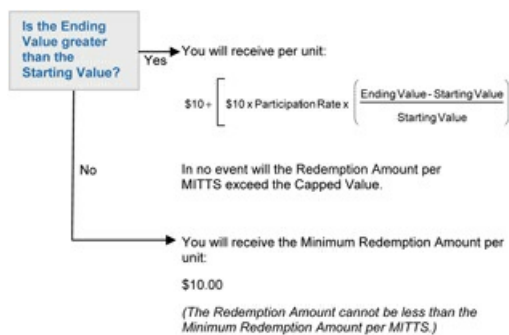 Is the Ending
Value greater
than the
Starting Value?
Yes
You will receive per unit:
$10 + [ $10 x Participation Rate x ( Ending Value - Starting Value
Starting Value )
No
In no event will the Redemption Amount per
MITTS exceed the Capped Value.
You will receive the Minimum Redemption Amount per
unit:
$10.00
(The Redemption Amount cannot be less than the
Minimum Redemption Amount per MITTS.)